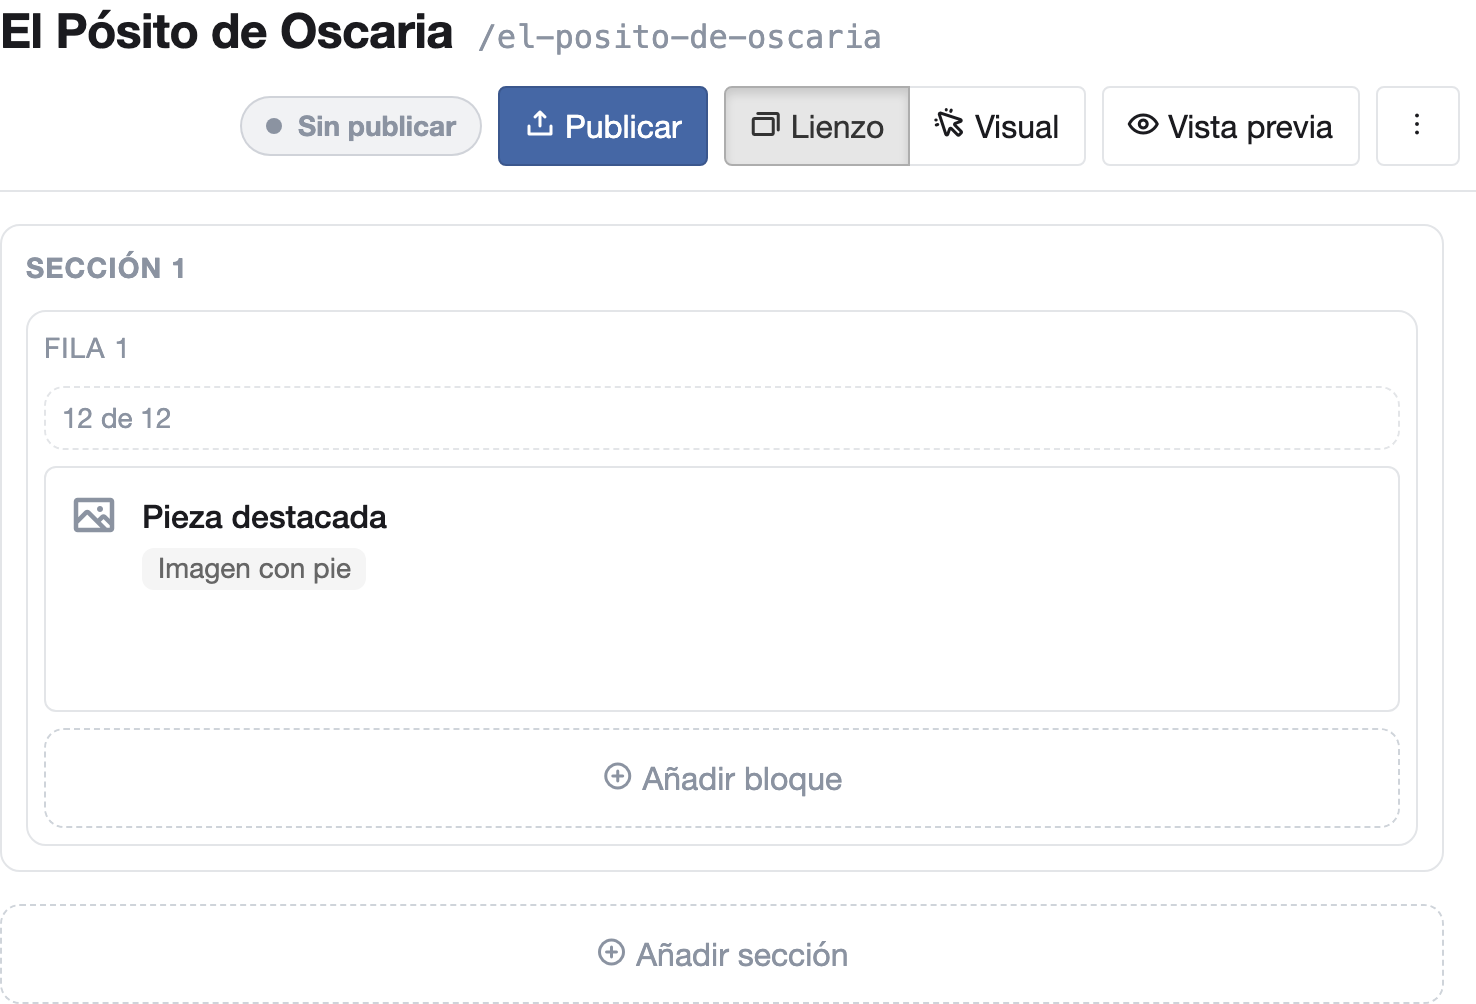 El Pósito de Oscaria /el-posito-de-oscaria
Sin publicar Publicar Lienzo Visual Vista previa
SECCIÓN 1
FILA 1
12 de 12
Pieza destacada
Imagen con pie
Añadir bloque
Añadir sección